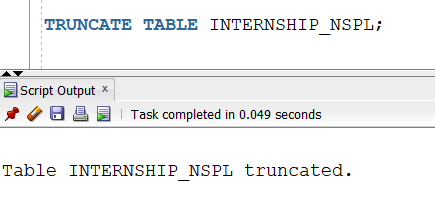 TRUNCATE TABLE INTERNSHIP_NSPL;
Script Output x
Task completed in 0.049 seconds
Table INTERNSHIP_NSPL truncated.